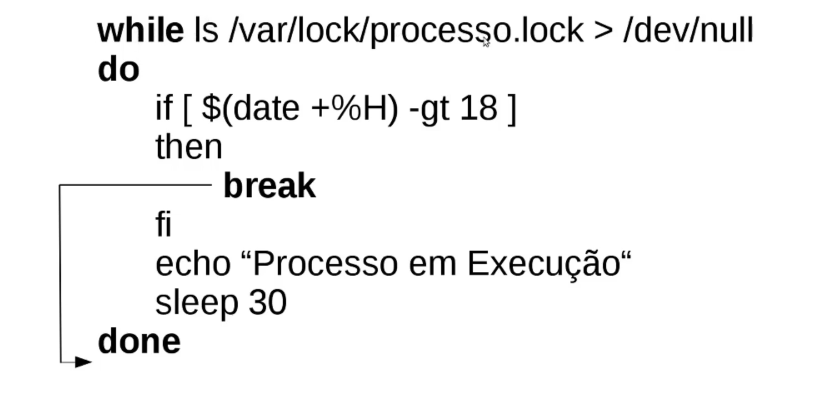 while ls /var/lock/processo.lock > /dev/null
do
if [ $(date +%H) -gt 18 ]
then
break
fi
echo “Processo em Execução“
sleep 30
done